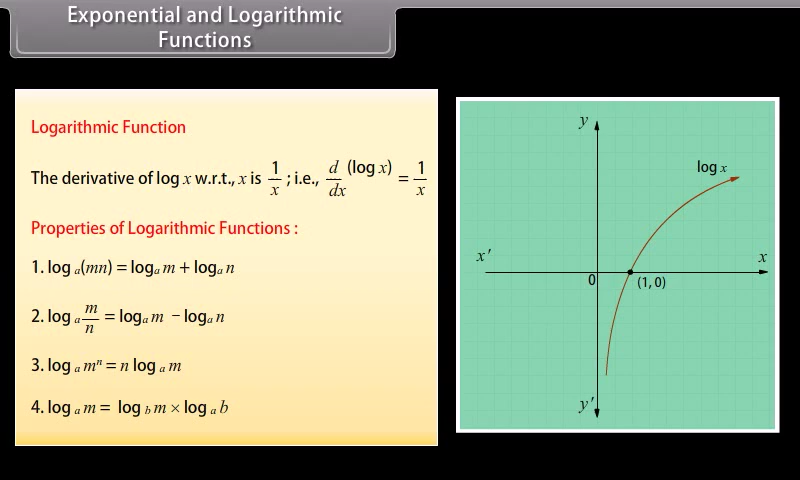 Exponential and Logarithmic
Functions
Logarithmic Function
The derivative of log x w.r.t., x is 1/x ; i.e., d/dx (log x) = 1/x
Properties of Logarithmic Functions :
1. log a(mn) = loga m + loga n
2. log a m/n = loga m − loga n
3. log a mⁿ = n log a m
4. log a m = log b m × log a b
y
log x
x′
x
0
(1, 0)
y′